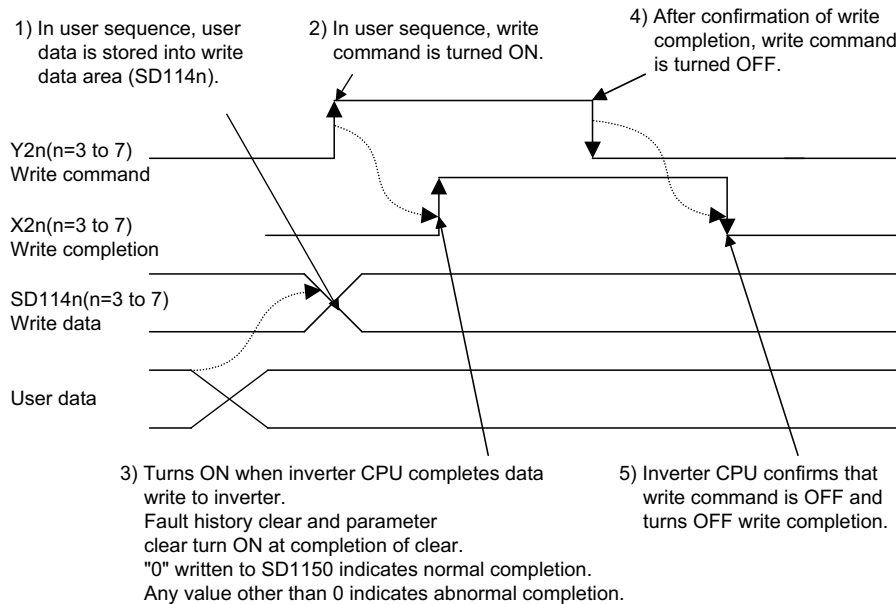 1) In user sequence, user
data is stored into write
data area (SD114n).
2) In user sequence, write
command is turned ON.
4) After confirmation of write
completion, write command
is turned OFF.
Y2n(n=3 to 7)
Write command
X2n(n=3 to 7)
Write completion
SD114n(n=3 to 7)
Write data
User data
3) Turns ON when inverter CPU completes data
write to inverter.
Fault history clear and parameter
clear turn ON at completion of clear.
"0" written to SD1150 indicates normal completion.
Any value other than 0 indicates abnormal completion.
5) Inverter CPU confirms that
write command is OFF and
turns OFF write completion.